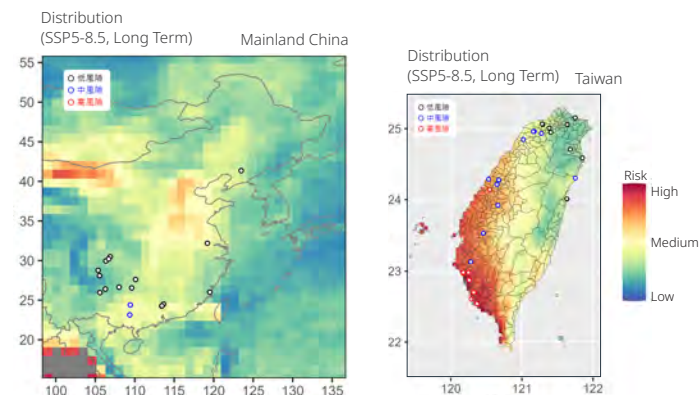 Distribution
(SSP5-8.5, Long Term) Mainland China
55
50
45
40
35
30
25
20
100 105 110 115 120 125 130 135
低風險
中風險
高風險
Distribution
(SSP5-8.5, Long Term) Taiwan
25
24
23
22
120 121 122
低風險
中風險
高風險
Risk
High
Medium
Low